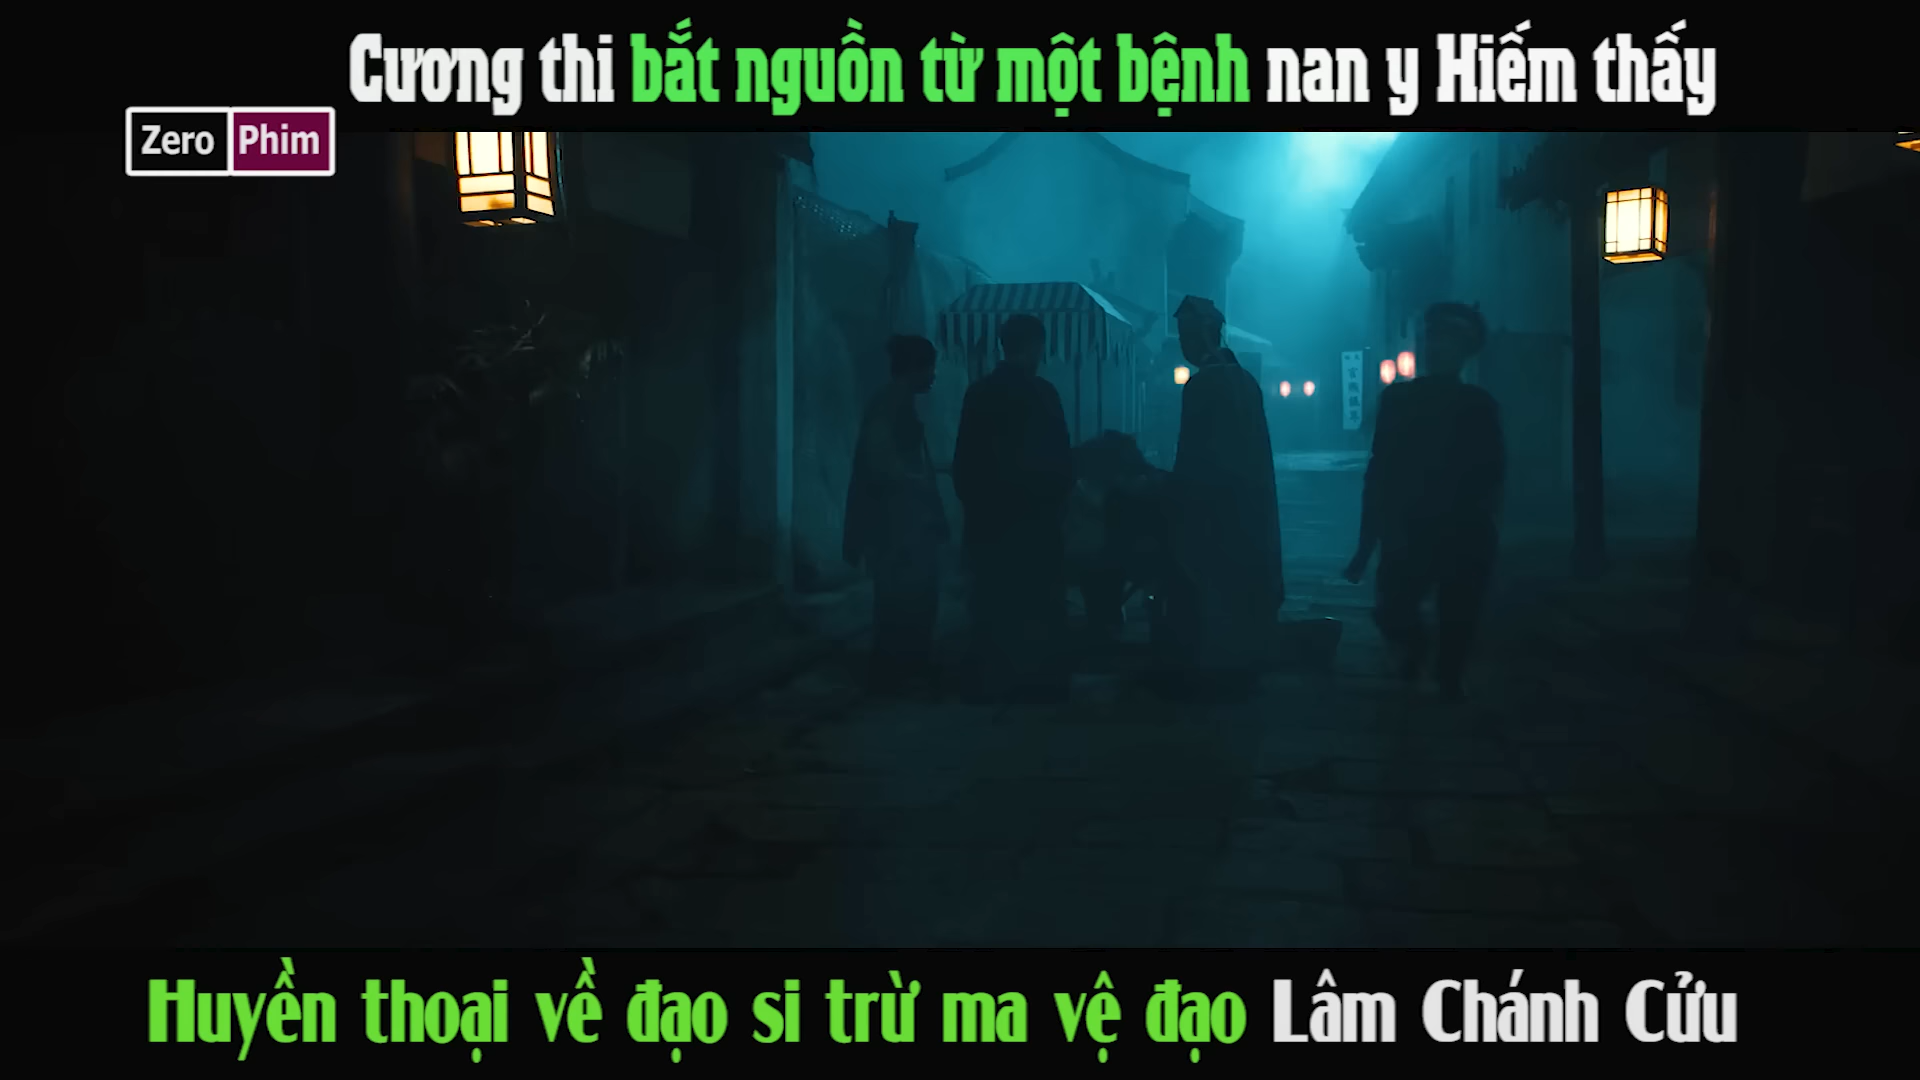 Cương thi bắt nguồn từ một bệnh nan y Hiếm thấy
Zero Phim
Huyền thoại về đạo si trừ ma vệ đạo Lâm Chánh Cửu